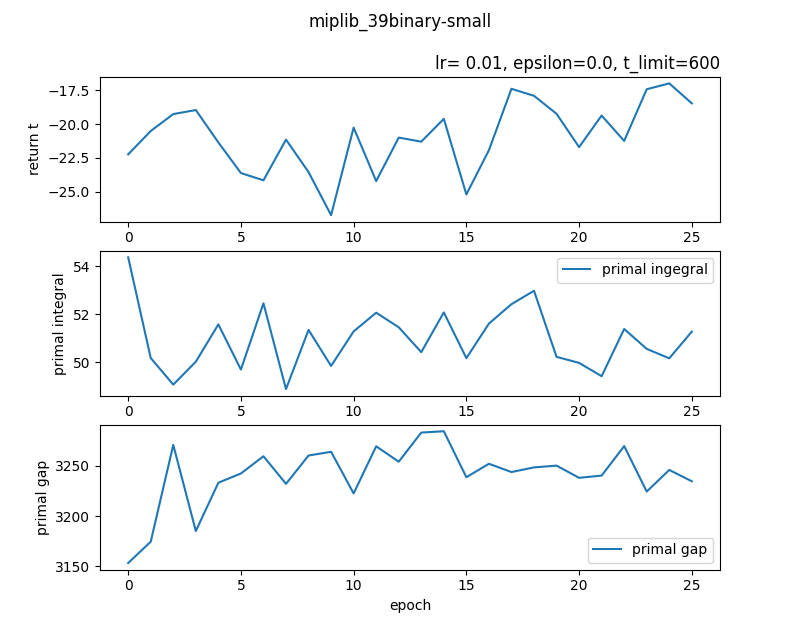 miplib_39binary-small
lr= 0.01, epsilon=0.0, t_limit=600
return t
−17.5
−20.0
−22.5
−25.0
0 5 10 15 20 25
primal integral
54
52
50
primal ingegral
0 5 10 15 20 25
primal gap
3250
3200
3150
primal gap
0 5 10 15 20 25
epoch